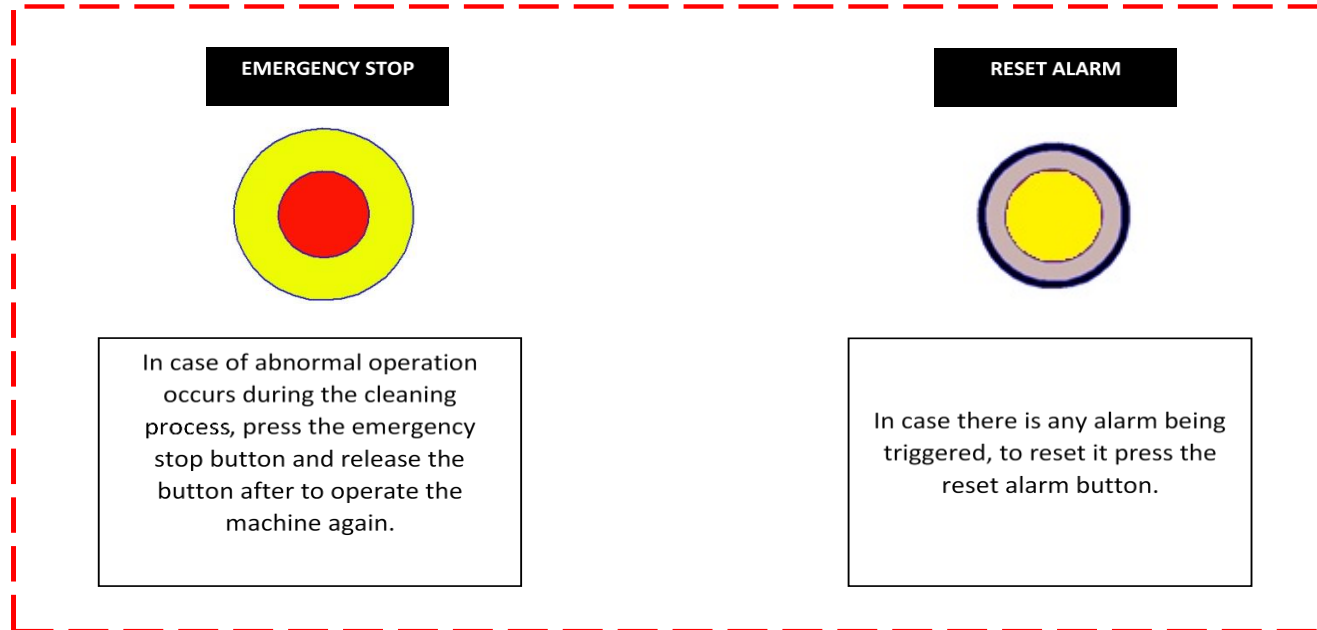 EMERGENCY STOP
RESET ALARM
In case of abnormal operation
occurs during the cleaning
process, press the emergency
stop button and release the
button after to operate the
machine again.
In case there is any alarm being
triggered, to reset it press the
reset alarm button.